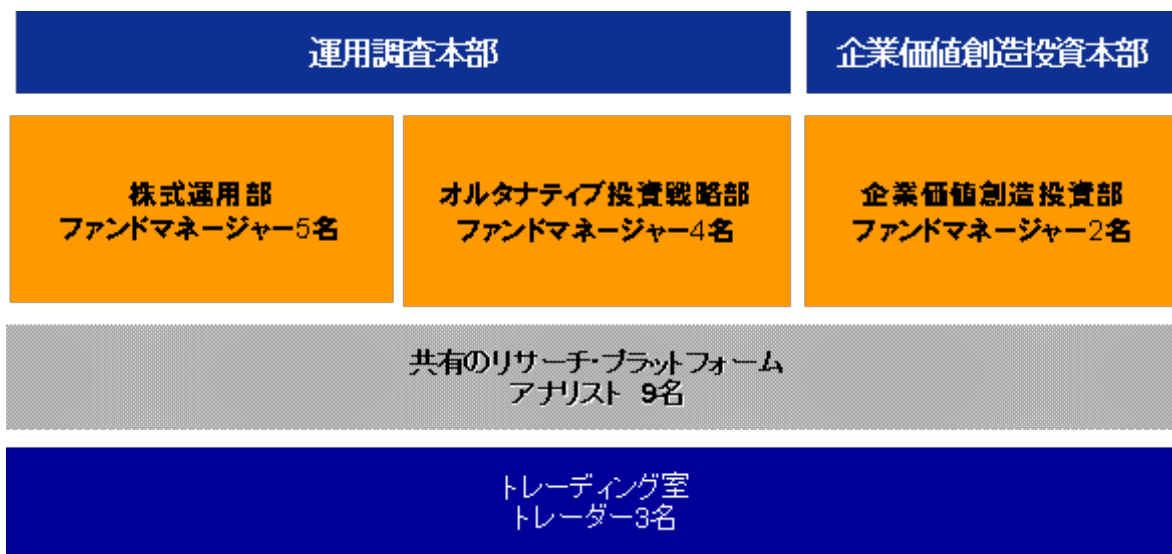 運用調査本部
企業価値創造投資本部
株式運用部
ファンドマネージャー5名
オルタナティブ投資戦略部
ファンドマネージャー4名
企業価値創造投資部
ファンドマネージャー2名
共有のリサーチ・プラットフォーム
アナリスト 9名
トレーディング室
トレーダー3名